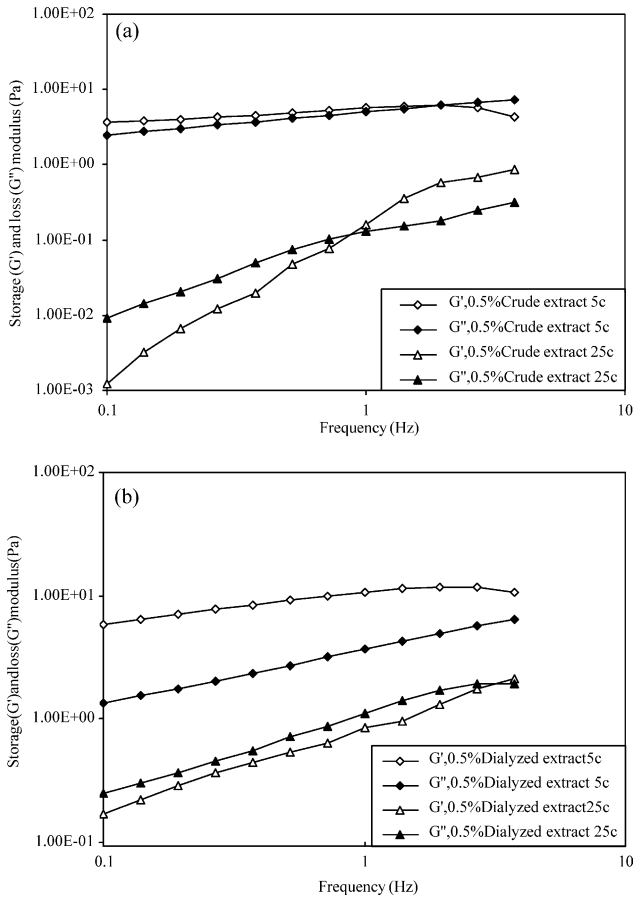 (a)
1.00E+02
1.00E+01
1.00E+00
1.00E-01
1.00E-02
1.00E-03
Storage (G') and loss (G") modulus (Pa)
G',0.5%Crude extract 5c
G",0.5%Crude extract 5c
G',0.5%Crude extract 25c
G",0.5%Crude extract 25c
0.1 1 10
Frequency (Hz)
(b)
1.00E+02
1.00E+01
1.00E+00
1.00E-01
Storage(G')andloss(G")modulus(Pa)
G',0.5%Dialyzed extract5c
G",0.5%Dialyzed extract 5c
G',0.5%Dialyzed extract25c
G",0.5%Dialyzed extract 25c
0.1 1 10
Frequency (Hz)